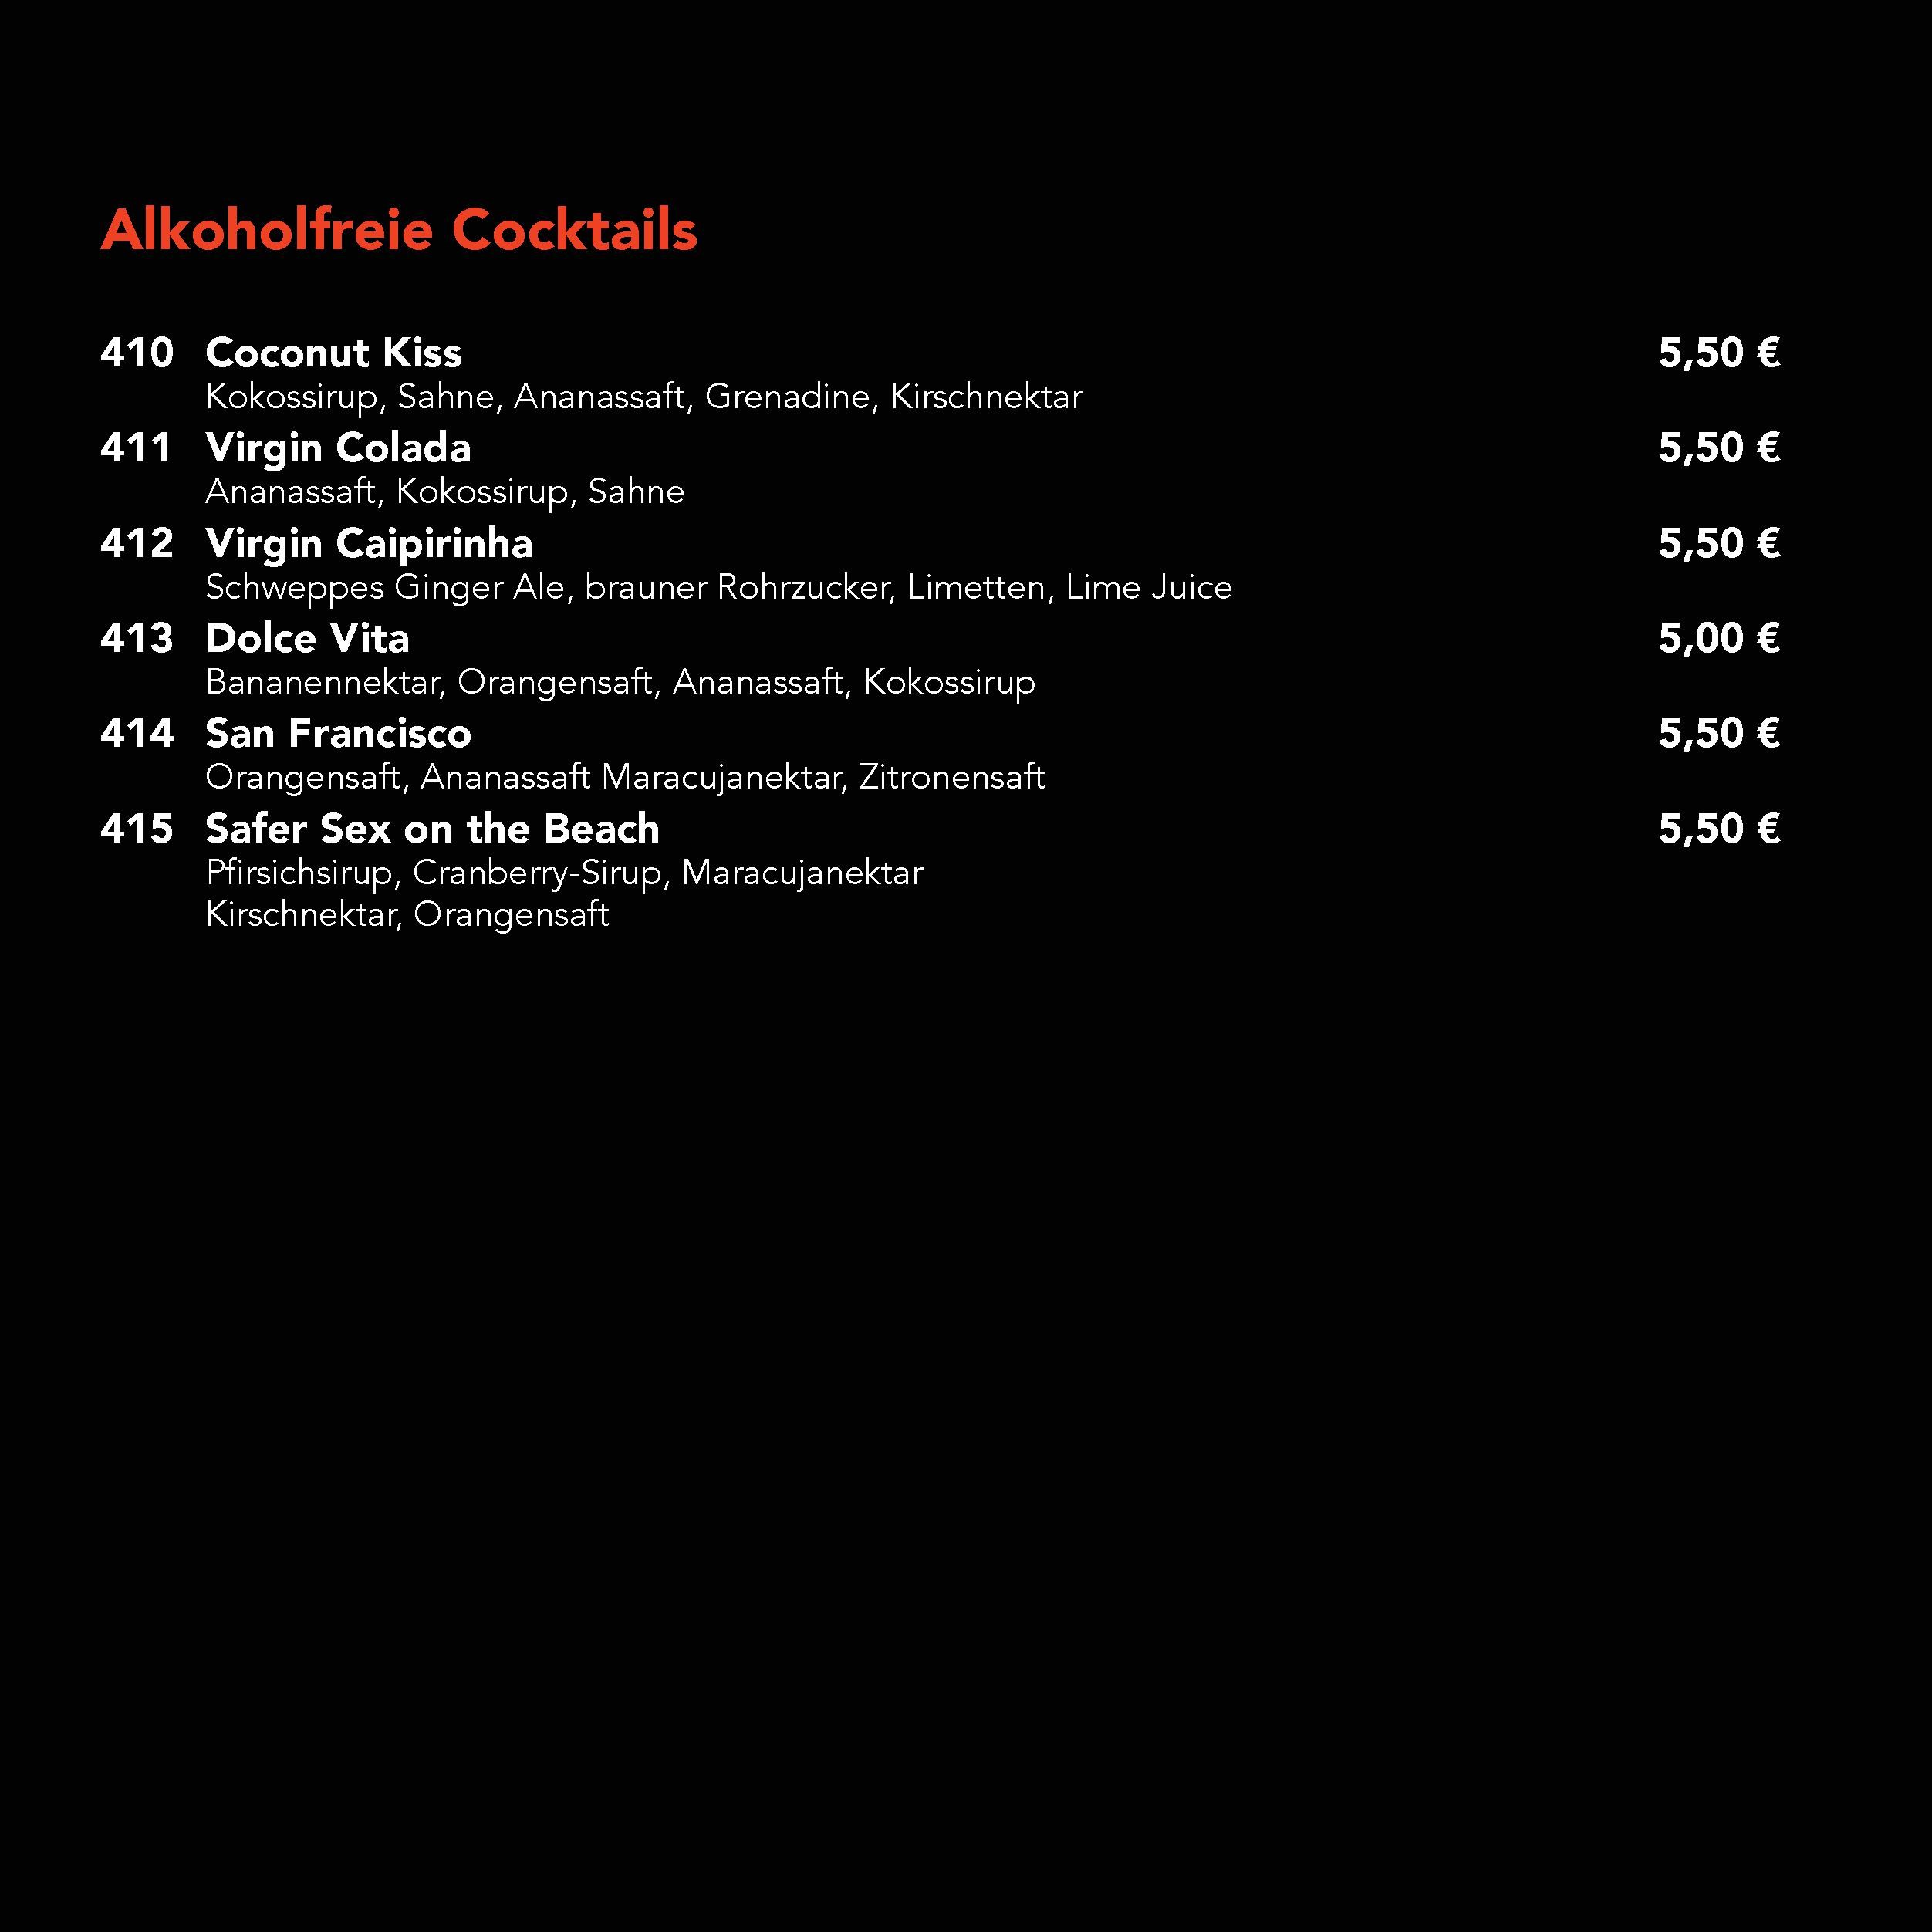 Alkoholfreie Cocktails
410 Coconut Kiss 5,50 €
Kokossirup, Sahne, Ananassaft, Grenadine, Kirschnektar
411 Virgin Colada 5,50 €
Ananassaft, Kokossirup, Sahne
412 Virgin Caipirinha 5,50 €
Schweppes Ginger Ale, brauner Rohrzucker, Limetten, Lime Juice
413 Dolce Vita 5,00 €
Bananennektar, Orangensaft, Ananassaft, Kokossirup
414 San Francisco 5,50 €
Orangensaft, Ananassaft Maracujanektar, Zitronensaft
415 Safer Sex on the Beach 5,50 €
Pfirsichsirup, Cranberry-Sirup, Maracujanektar
Kirschnektar, Orangensaft